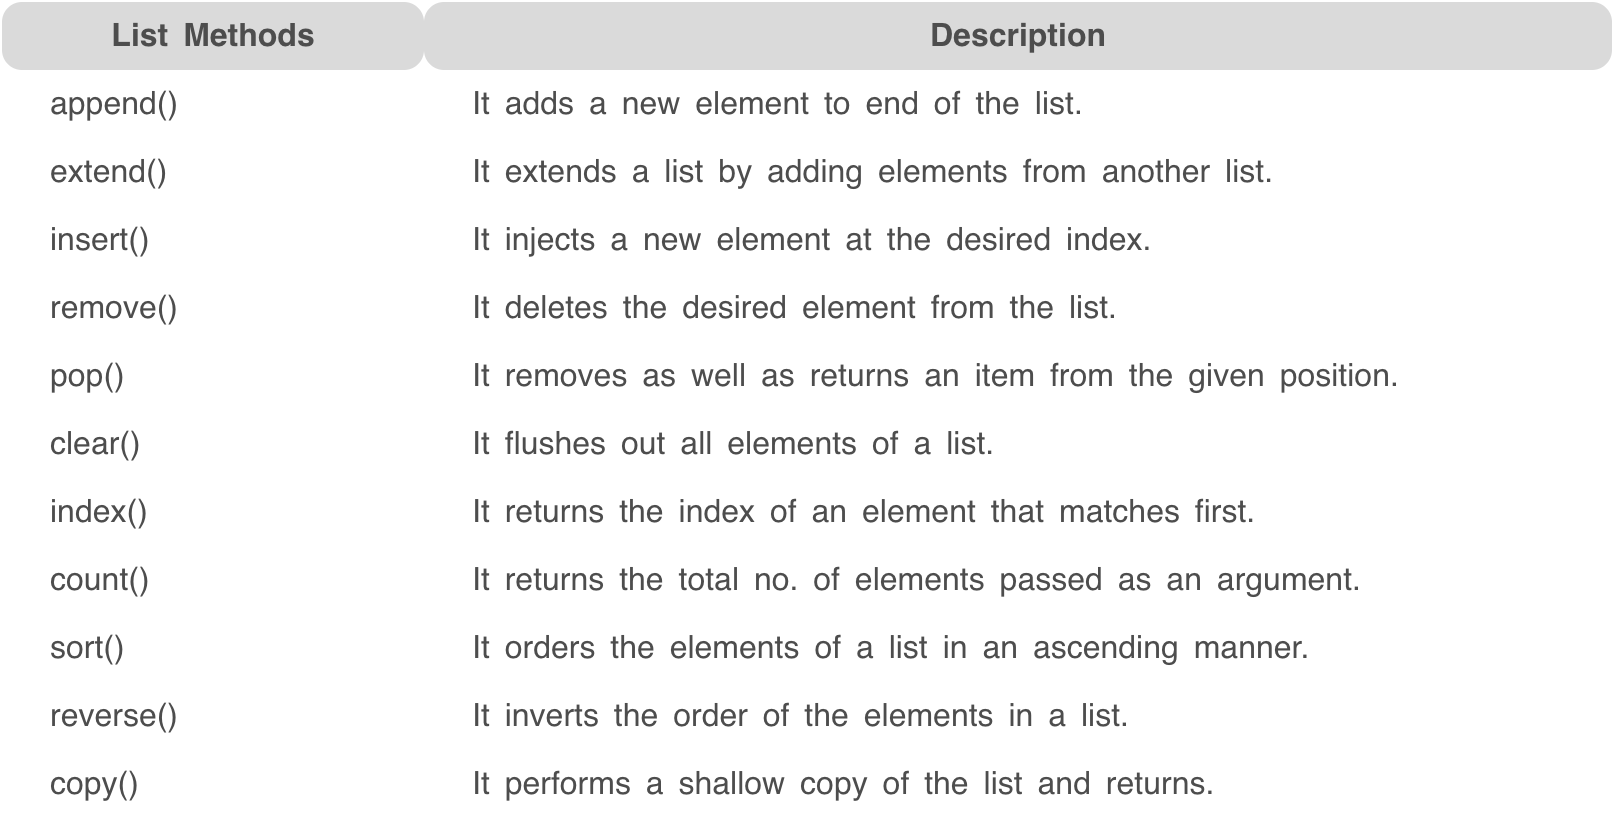 List Methods Description
append() It adds a new element to end of the list.
extend() It extends a list by adding elements from another list.
insert() It injects a new element at the desired index.
remove() It deletes the desired element from the list.
pop() It removes as well as returns an item from the given position.
clear() It flushes out all elements of a list.
index() It returns the index of an element that matches first.
count() It returns the total no. of elements passed as an argument.
sort() It orders the elements of a list in an ascending manner.
reverse() It inverts the order of the elements in a list.
copy() It performs a shallow copy of the list and returns.